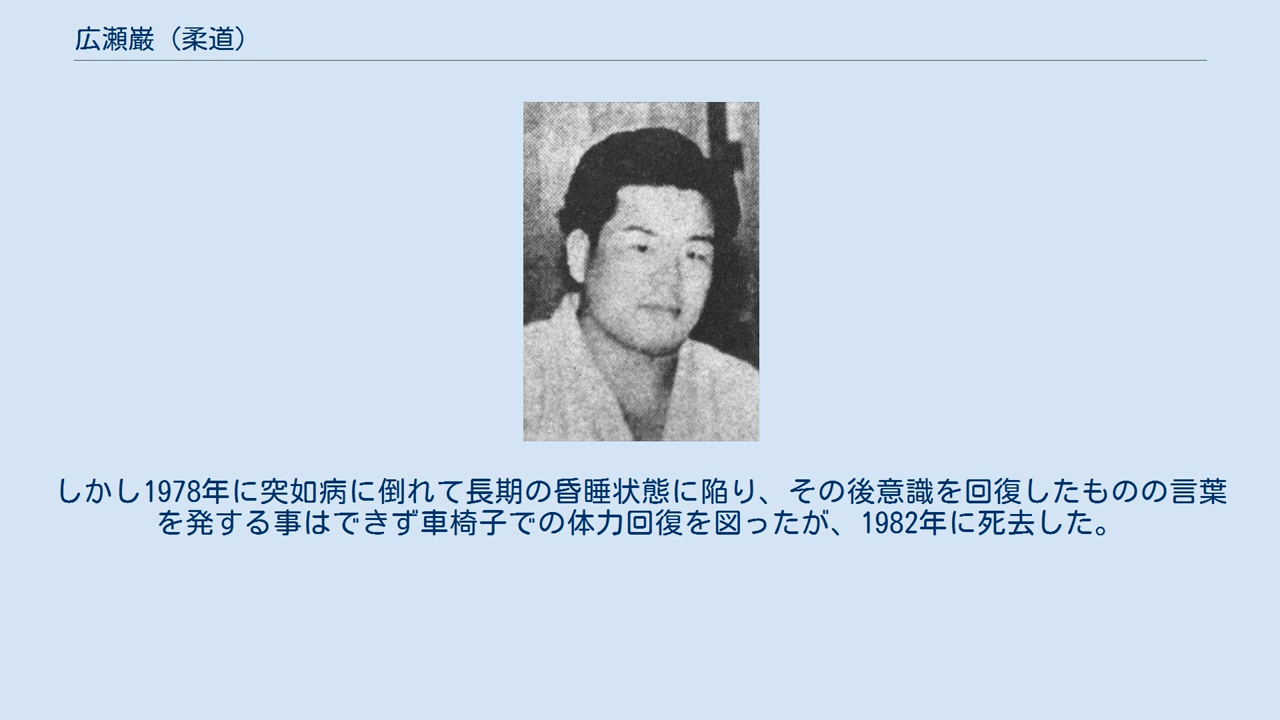 広瀬巌（柔道）
しかし1978年に突如病に倒れて長期の昏睡状態に陥り、その後意識を回復したものの言葉
を発する事はできず車椅子での体力回復を図ったが、1982年に死去した。